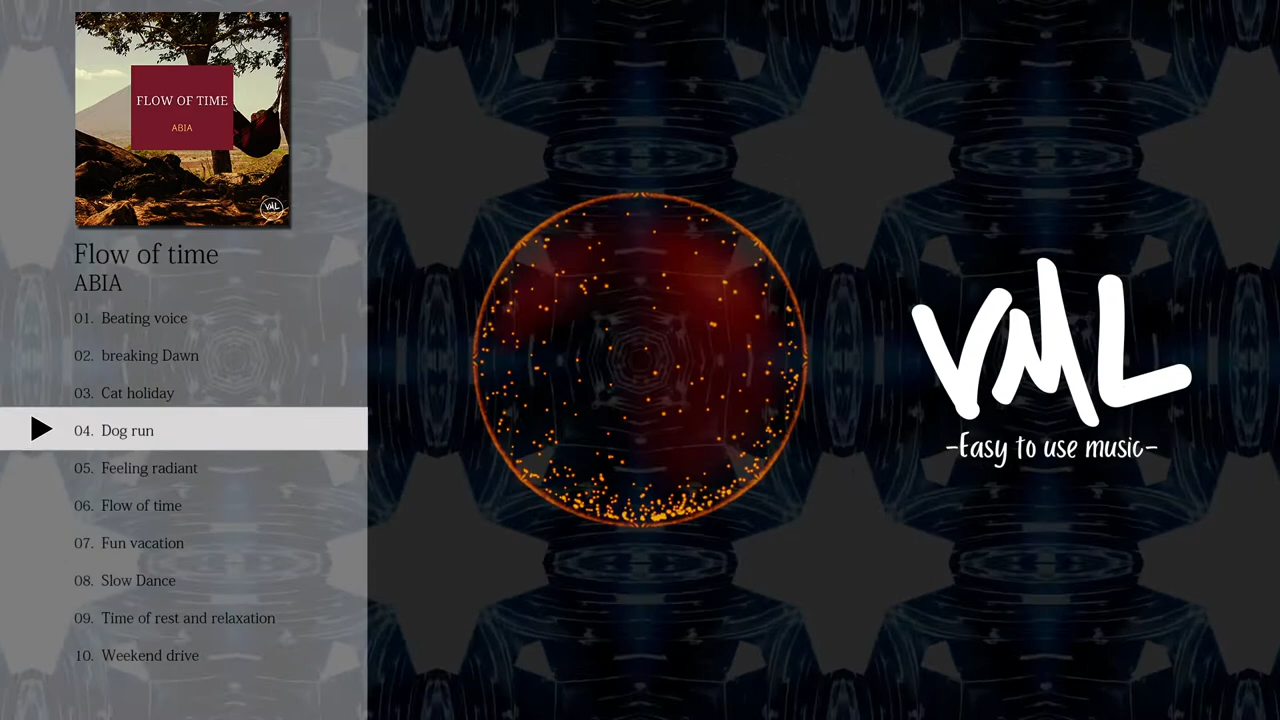 FLOW OF TIME
ABIA
VML
Flow of time
ABIA
01. Beating voice
02. breaking Dawn
03. Cat holiday
04. Dog run
05. Feeling radiant
06. Flow of time
07. Fun vacation
08. Slow Dance
09. Time of rest and relaxation
10. Weekend drive
VML
-Easy to use music-